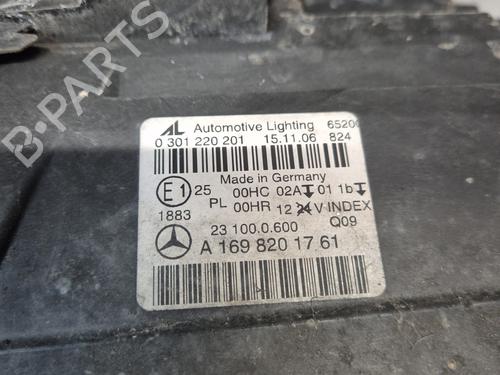 AL Automotive Lighting 65200
0 301 220 201 15.11.06 824
Made in Germany
E1 25 00HC 02A 01 1b
1883 PL 00HR 12 24 V INDEX
23 100.0.600 Q09
A 169 820 17 61
B-PARTS